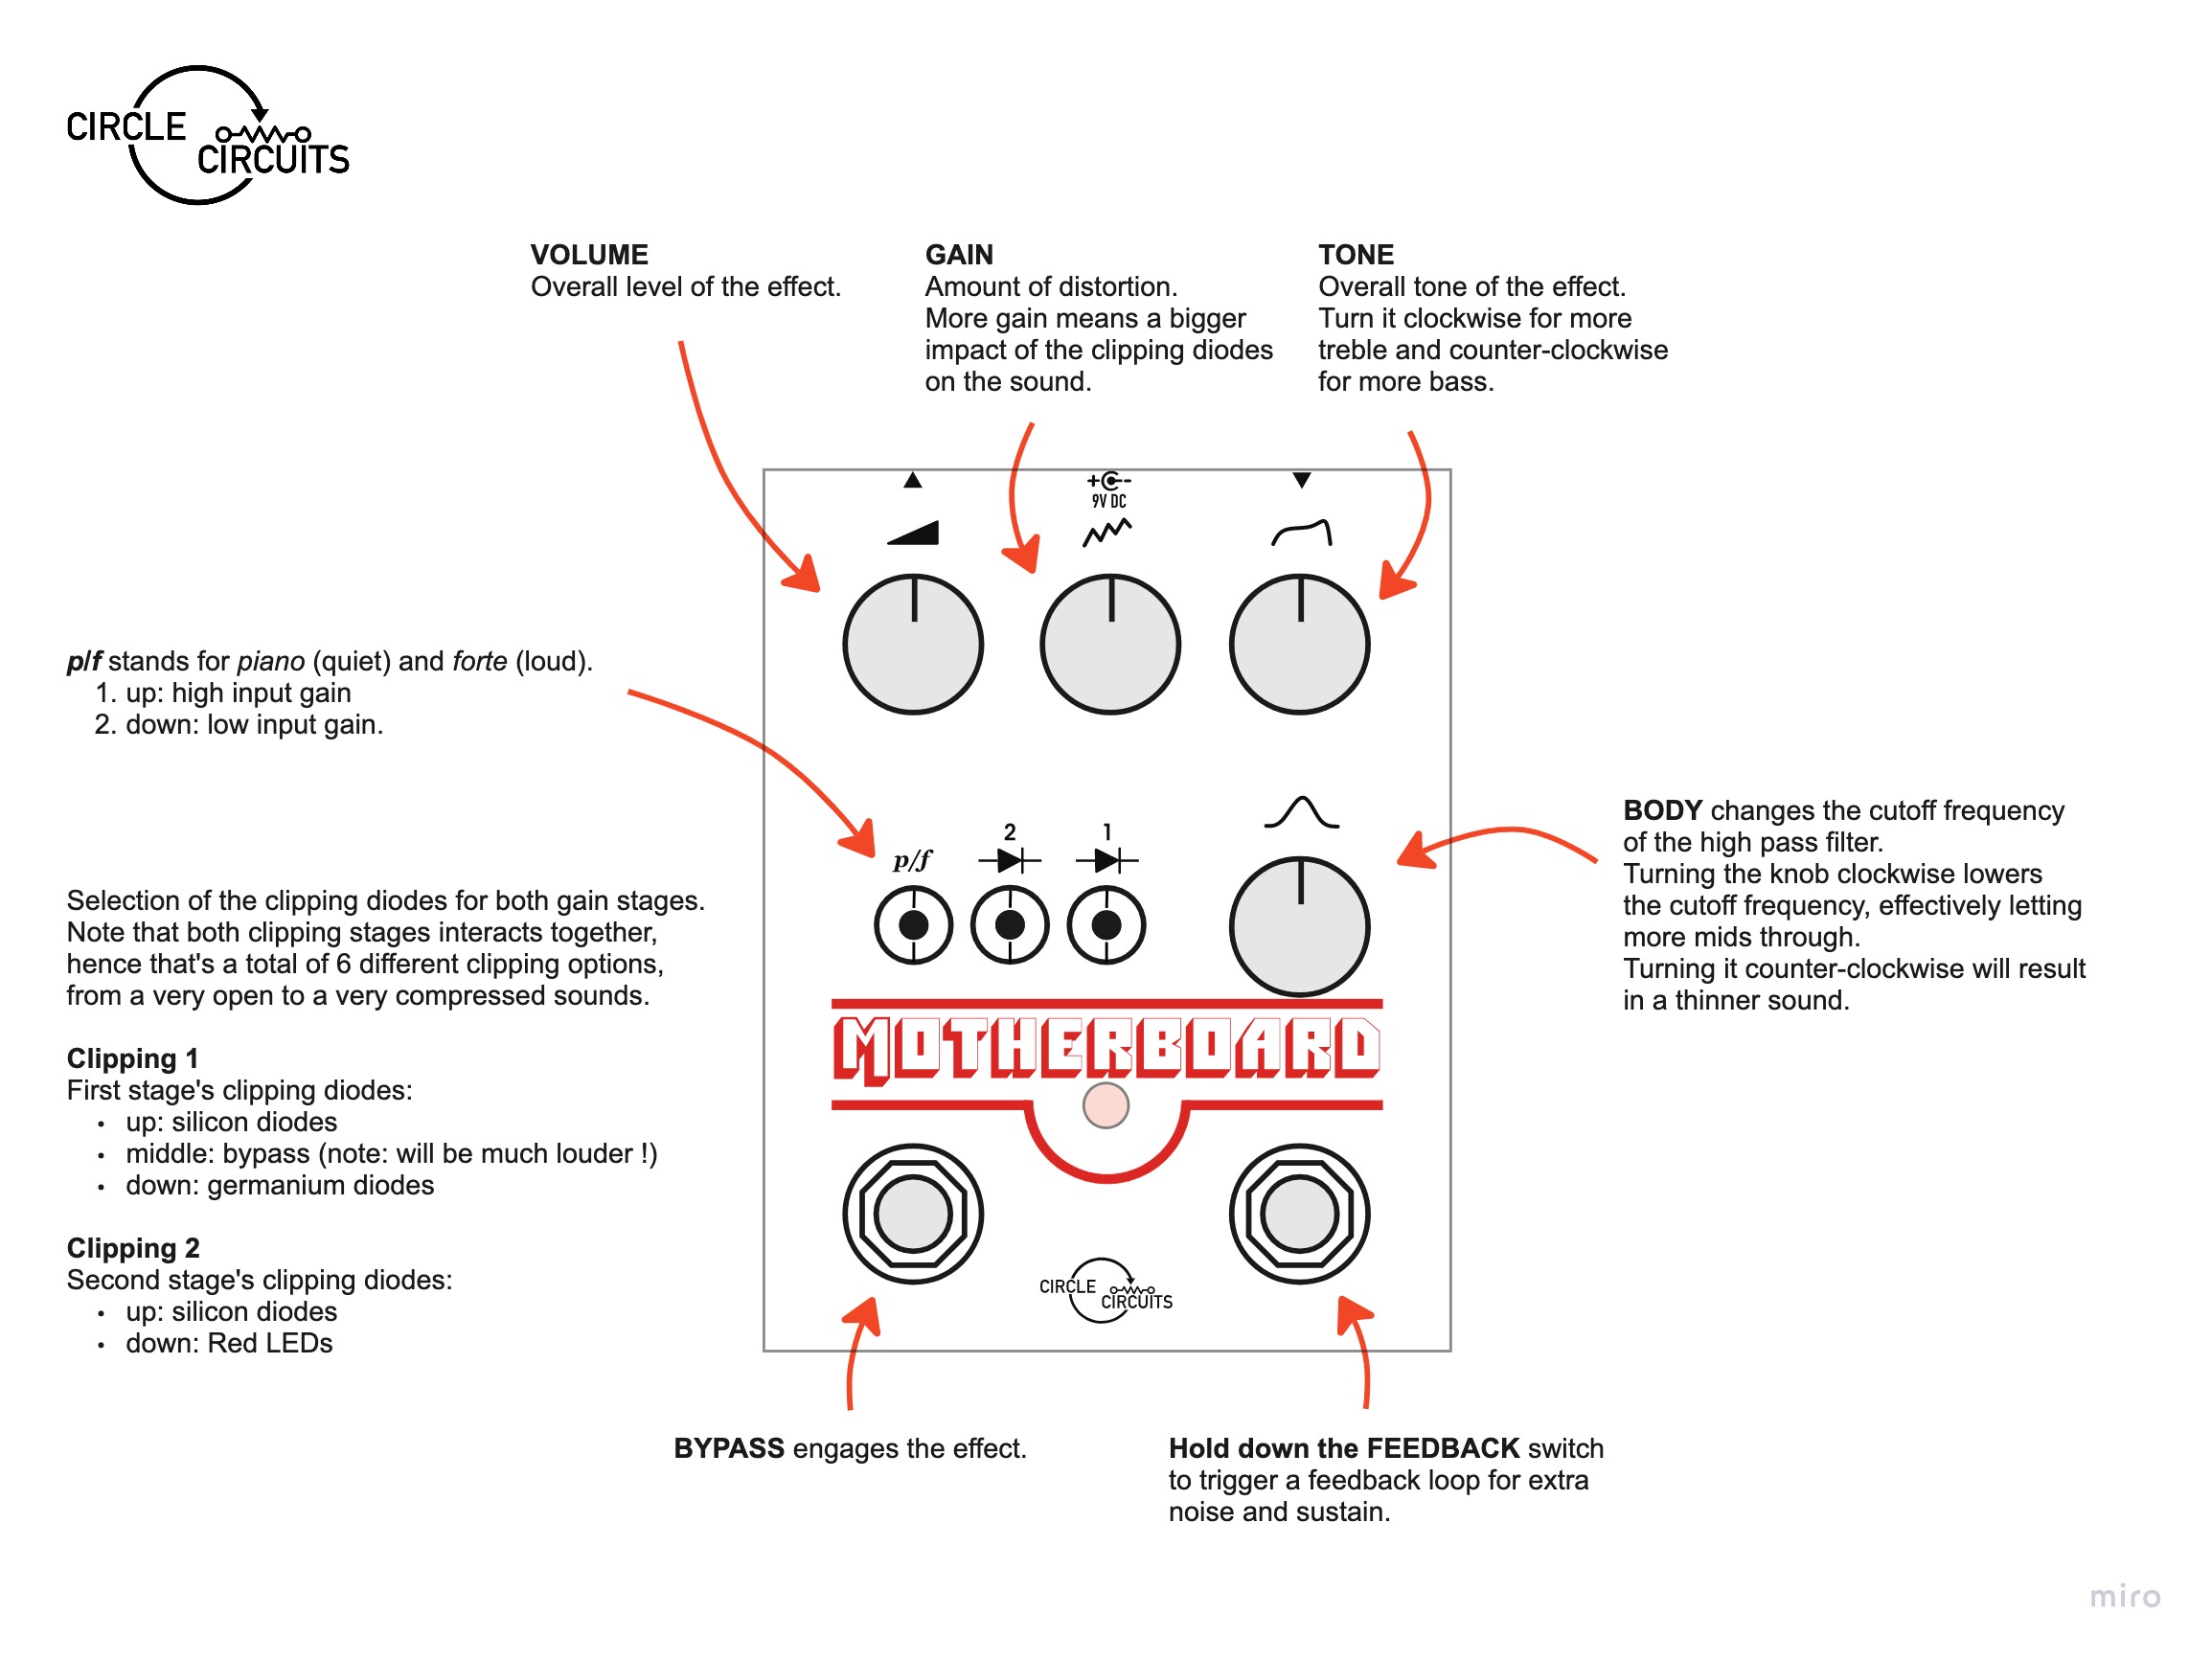 CIRCLE
CIRCUITS
VOLUME
Overall level of the effect.
GAIN
Amount of distortion.
More gain means a bigger
impact of the clipping diodes
on the sound.
TONE
Overall tone of the effect.
Turn it clockwise for more
treble and counter-clockwise
for more bass.
9V DC
p/f stands for piano (quiet) and forte (loud).
1. up: high input gain
2. down: low input gain.
p/f
2
1
BODY changes the cutoff frequency
of the high pass filter.
Turning the knob clockwise lowers
the cutoff frequency, effectively letting
more mids through.
Turning it counter-clockwise will result
in a thinner sound.
Selection of the clipping diodes for both gain stages.
Note that both clipping stages interacts together,
hence that's a total of 6 different clipping options,
from a very open to a very compressed sounds.
Clipping 1
First stage's clipping diodes:
• up: silicon diodes
• middle: bypass (note: will be much louder !)
• down: germanium diodes
Clipping 2
Second stage's clipping diodes:
• up: silicon diodes
• down: Red LEDs
MOTHERBOARD
CIRCLE
CIRCUITS
BYPASS engages the effect.
Hold down the FEEDBACK switch
to trigger a feedback loop for extra
noise and sustain.
miro